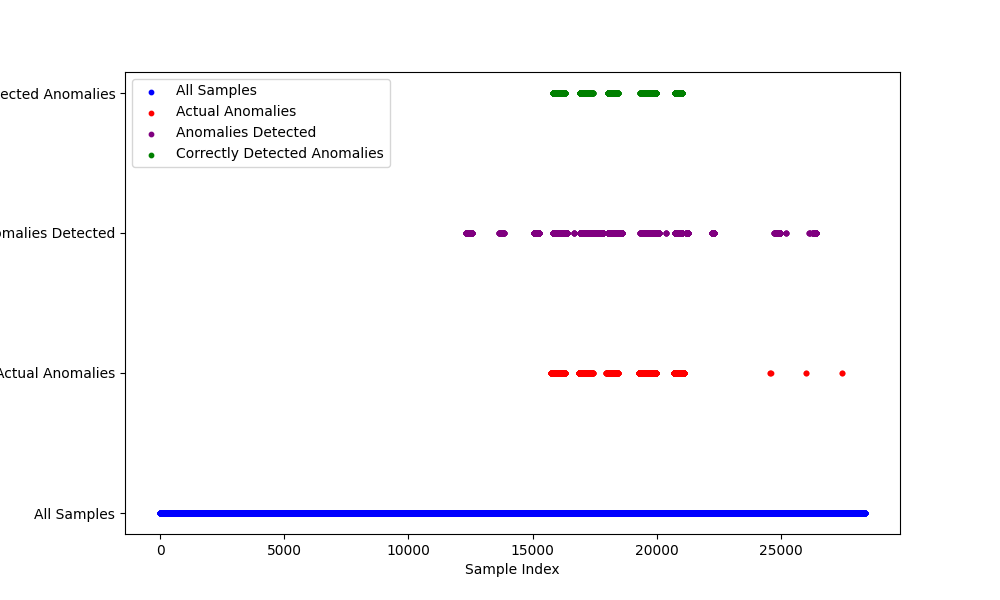 ected Anomalies
All Samples
Actual Anomalies
Anomalies Detected
Correctly Detected Anomalies
omalies Detected
Actual Anomalies
All Samples
0 5000 10000 15000 20000 25000
Sample Index